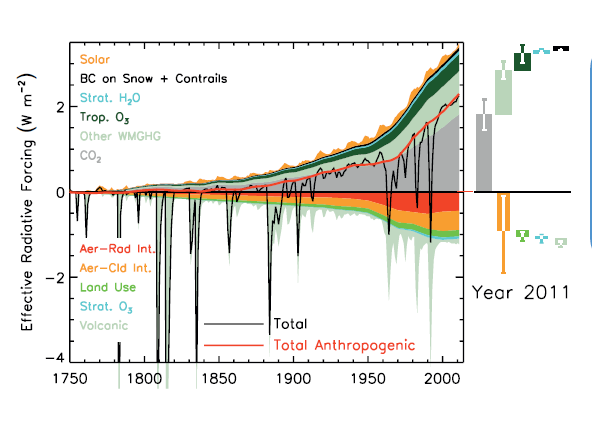 Solar
BC on Snow + Contrails
Strat. H₂O
Trop. O₃
Other WMGHG
CO₂
Effective Radiative Forcing (W m⁻²)
2
0
−2
−4
Aer−Rad Int.
Aer−Cld Int.
Land Use
Strat. O₃
Volcanic
Total
Total Anthropogenic
1750 1800 1850 1900 1950 2000
Year 2011